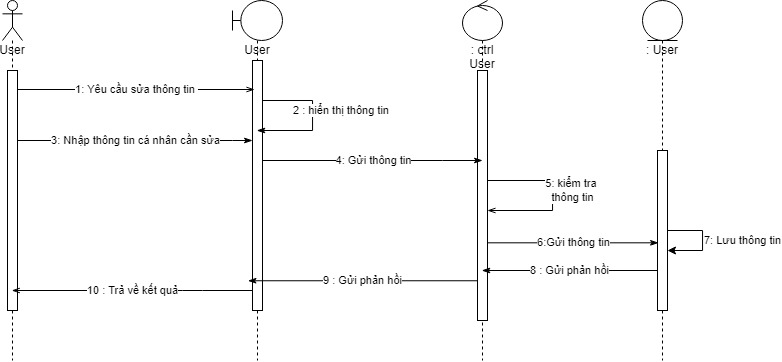 User
User
: ctrl
User
: User
1: Yêu cầu sửa thông tin
2 : hiển thị thông tin
3: Nhập thông tin cá nhân cần sửa
4: Gửi thông tin
5: kiểm tra
thông tin
6:Gửi thông tin
7: Lưu thông tin
8 : Gửi phản hồi
9 : Gửi phản hồi
10 : Trả về kết quả